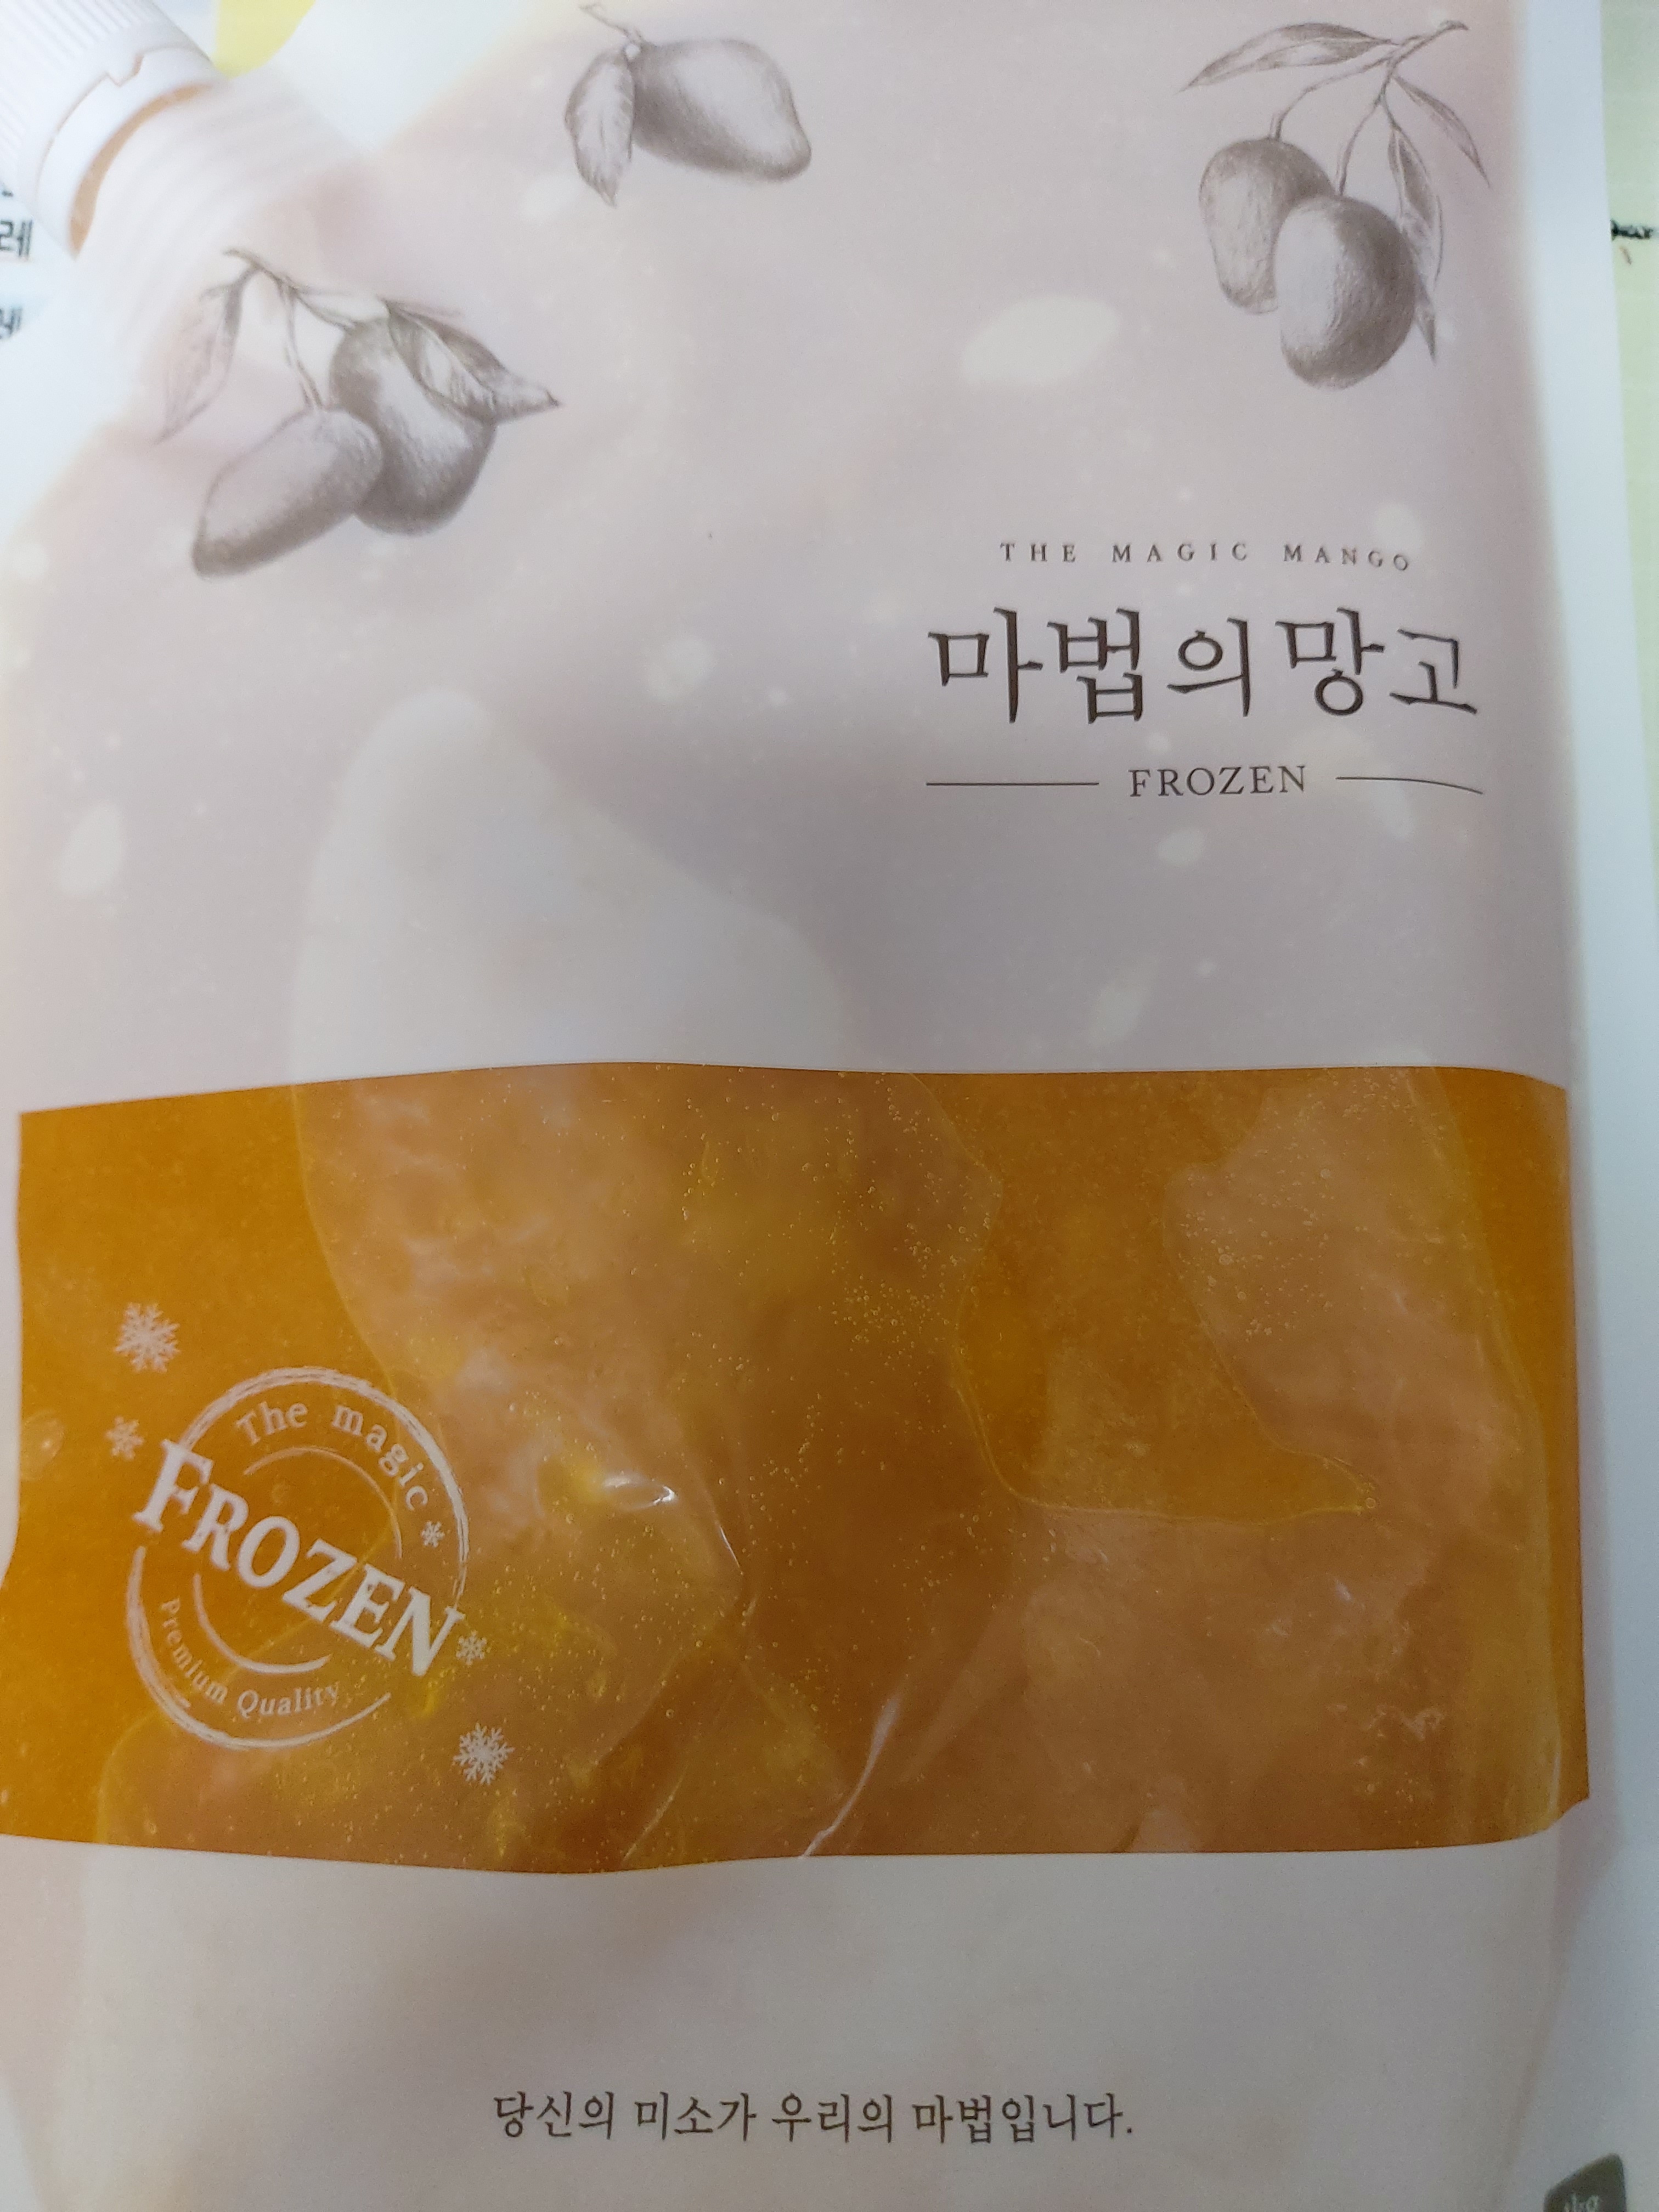 레
THE MAGIC MANGO
마법의망고
FROZEN
The magic
FROZEN
Premium Quality
당신의 미소가 우리의 마법입니다.